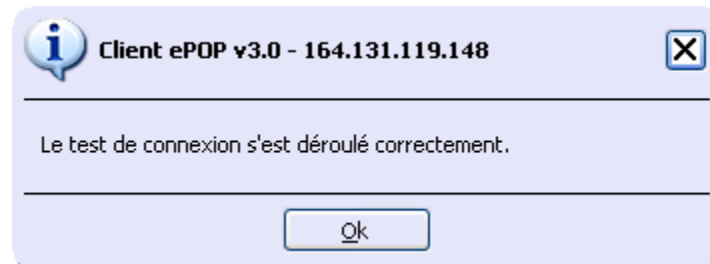 Client ePOP v3.0 - 164.131.119.148
Le test de connexion s'est déroulé correctement.
Ok